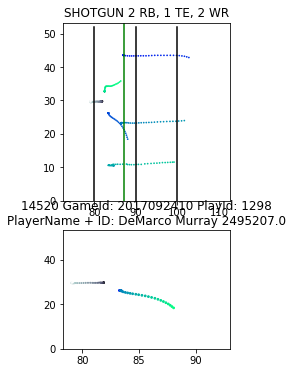 SHOTGUN 2 RB, 1 TE, 2 WR
50
40
30
20
10
0
80 90 100 110
14520 GameId: 2017092410 PlayId: 1298
PlayerName + ID: DeMarco Murray 2495207.0
40
20
0
80 85 90